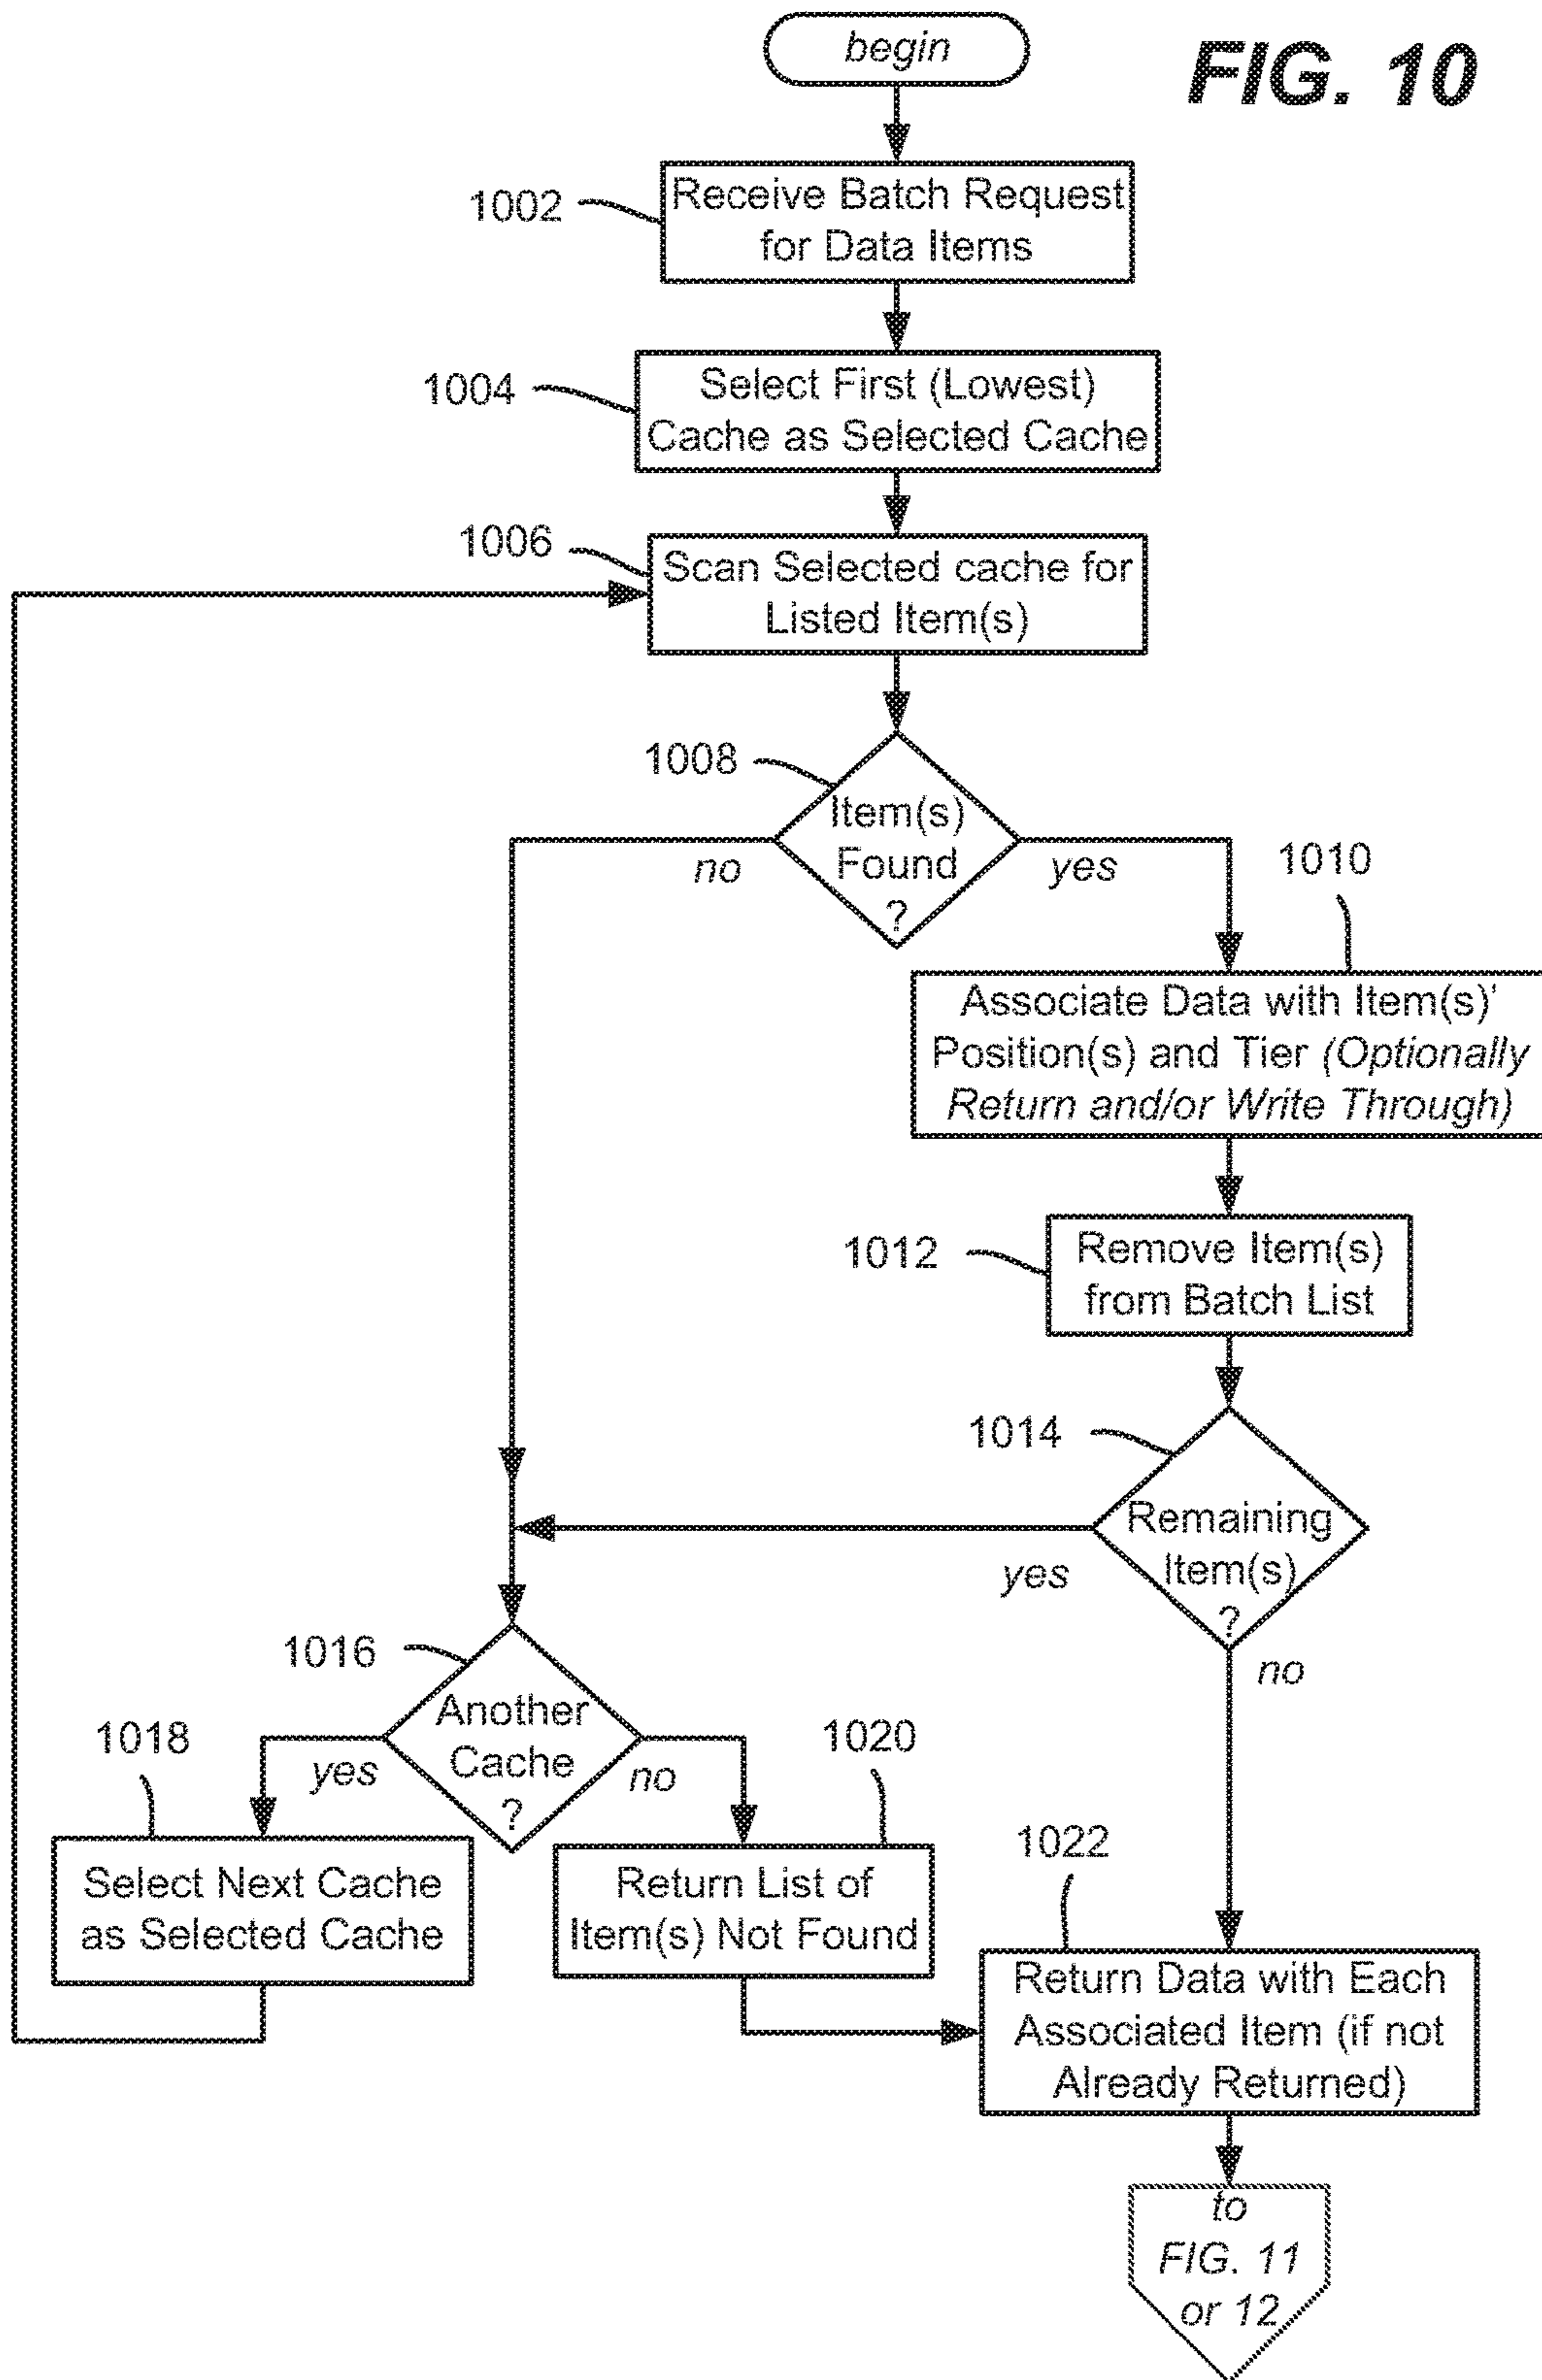 begin
FIG. 10
1002
Receive Batch Request
for Data Items
1004
Select First (Lowest)
Cache as Selected Cache
1006
Scan Selected cache for
Listed Item(s)
1008
Item(s)
Found
?
no
yes
1010
Associate Data with Item(s)'
Position(s) and Tier (Optionally
Return and/or Write Through)
1012
Remove Item(s)
from Batch List
1014
Remaining
Item(s)
?
yes
no
1016
Another
Cache
?
yes
no
1018
Select Next Cache
as Selected Cache
1020
Return List of
Item(s) Not Found
1022
Return Data with Each
Associated Item (if not
Already Returned)
to
FIG. 11
or 12